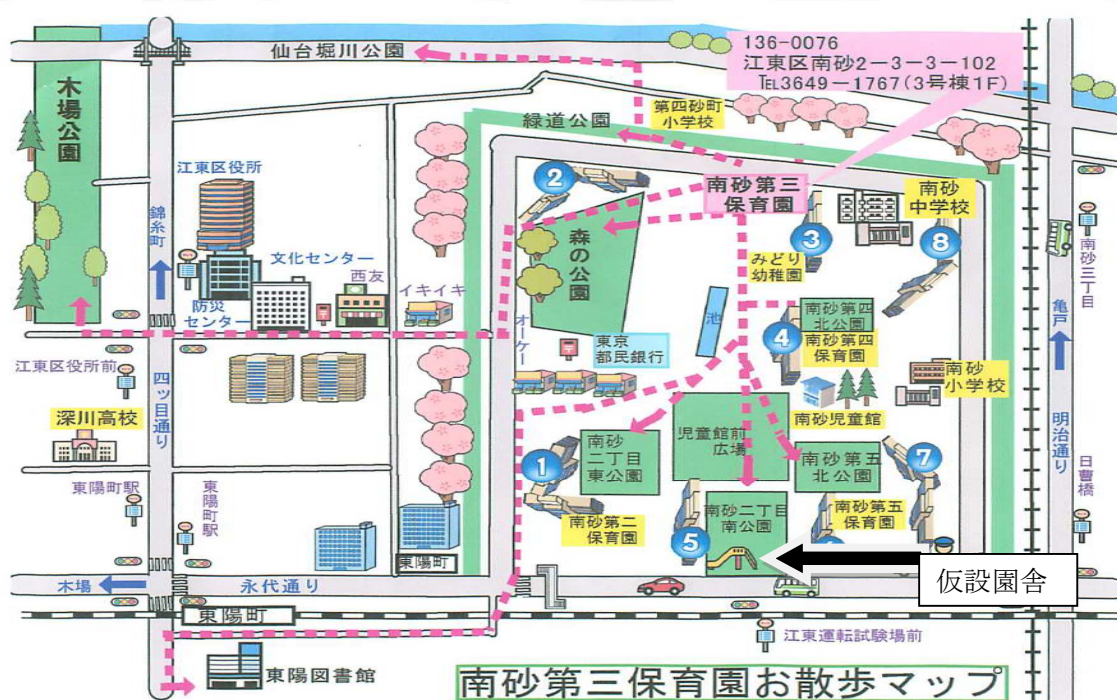 136-0076
江東区南砂2－3－3－102
℡3649－1767(3号棟1F)
仙台堀川公園
木場公園
第四砂町
小学校
緑道公園
江東区役所
2
南砂第三
保育園
南砂
中学校
錦糸町
森の公園
3
8
みどり
幼稚園
南砂三丁目
文化センター
西友
イキイキ
防災
センター
オーケー
池
南砂第四
北公園
4
南砂第四
保育園
亀戸
東京
都民銀行
江東区役所前
四ッ目通り
南砂
小学校
深川高校
南砂児童館
明治通り
南砂
二丁目
東公園
児童館前
広場
1
南砂第五
北公園
7
日曹橋
東陽町駅
東陽町駅
南砂第二
保育園
5
南砂二丁目
南公園
南砂第五
保育園
東陽町
仮設園舎
木場
永代通り
東陽町
江東運転試験場前
東陽図書館
南砂第三保育園お散歩マップ